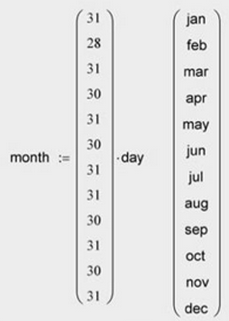 31 jan
28 feb
31 mar
30 apr
31 may
30 jun
month := · day
31 jul
31 aug
30 sep
31 oct
30 nov
31 dec